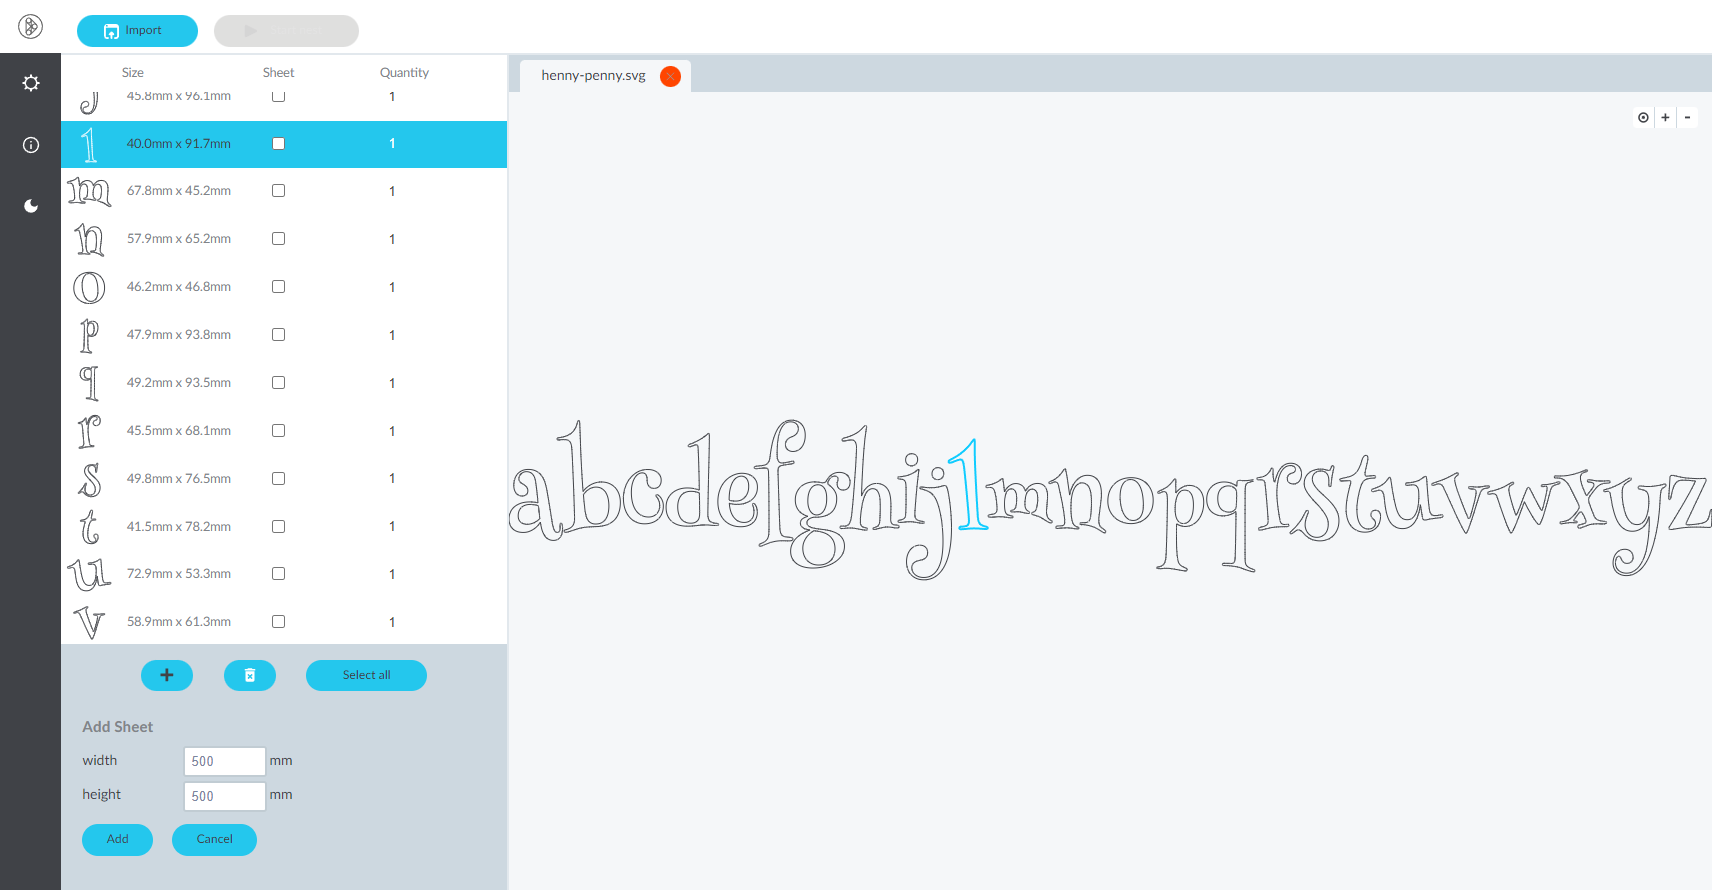 Import
Size Sheet Quantity
45.8mm x 96.1mm 1
l 40.0mm x 91.7mm 1
m 67.8mm x 45.2mm 1
n 57.9mm x 65.2mm 1
o 46.2mm x 46.8mm 1
p 47.9mm x 93.8mm 1
q 49.2mm x 93.5mm 1
r 45.5mm x 68.1mm 1
s 49.8mm x 76.5mm 1
t 41.5mm x 78.2mm 1
u 72.9mm x 53.3mm 1
v 58.9mm x 61.3mm 1
Select all
Add Sheet
width 500 mm
height 500 mm
Add Cancel
henny-penny.svg
abcdefghijlmnopqrstuvwxyz